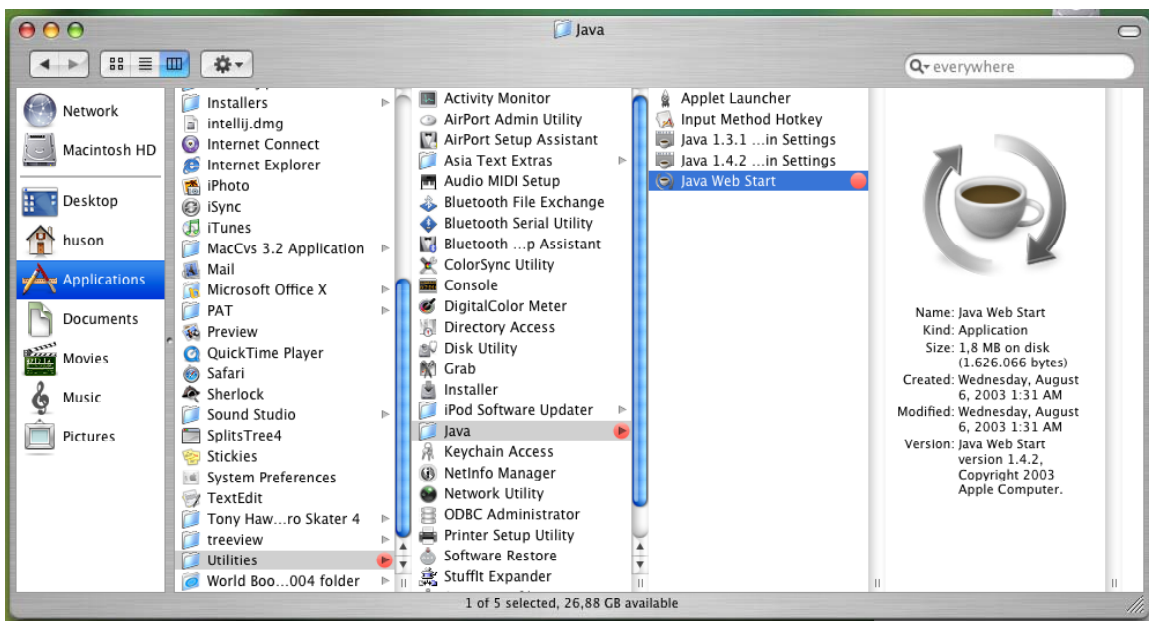 Java
everywhere
Network
Macintosh HD
Desktop
huson
Applications
Documents
Movies
Music
Pictures
Installers
intellij.dmg
Internet Connect
Internet Explorer
iPhoto
iSync
iTunes
MacCvs 3.2 Application
Mail
Microsoft Office X
PAT
Preview
QuickTime Player
Safari
Sherlock
Sound Studio
SplitsTree4
Stickies
System Preferences
TextEdit
Tony Haw...ro Skater 4
treeview
Utilities
World Boo...004 folder
Activity Monitor
AirPort Admin Utility
AirPort Setup Assistant
Asia Text Extras
Audio MIDI Setup
Bluetooth File Exchange
Bluetooth Serial Utility
Bluetooth ...p Assistant
ColorSync Utility
Console
DigitalColor Meter
Directory Access
Disk Utility
Grab
Installer
iPod Software Updater
Java
Keychain Access
NetInfo Manager
Network Utility
ODBC Administrator
Printer Setup Utility
Software Restore
StuffIt Expander
Applet Launcher
Input Method Hotkey
Java 1.3.1 ...in Settings
Java 1.4.2 ...in Settings
Java Web Start
Name: Java Web Start
Kind: Application
Size: 1,8 MB on disk
(1.626.066 bytes)
Created: Wednesday, August
6, 2003 1:31 AM
Modified: Wednesday, August
6, 2003 1:31 AM
Version: Java Web Start
version 1.4.2,
Copyright 2003
Apple Computer.
1 of 5 selected, 26,88 GB available